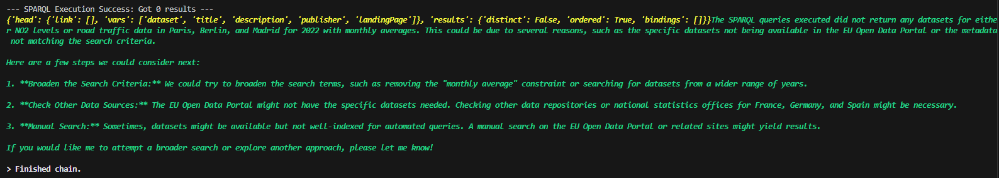 --- SPARQL Execution Success: Got 0 results ---
{'head': {'link': [], 'vars': ['dataset', 'title', 'description', 'publisher', 'landingPage']}, 'results': {'distinct': False, 'ordered': True, 'bindings': []}}The SPARQL queries executed did not return any datasets for eithe
r NO2 levels or road traffic data in Paris, Berlin, and Madrid for 2022 with monthly averages. This could be due to several reasons, such as the specific datasets not being available in the EU Open Data Portal or the metadata
not matching the search criteria.
Here are a few steps we could consider next:
1. **Broaden the Search Criteria:** We could try to broaden the search terms, such as removing the "monthly average" constraint or searching for datasets from a wider range of years.
2. **Check Other Data Sources:** The EU Open Data Portal might not have the specific datasets needed. Checking other data repositories or national statistics offices for France, Germany, and Spain might be necessary.
3. **Manual Search:** Sometimes, datasets might be available but not well-indexed for automated queries. A manual search on the EU Open Data Portal or related sites might yield results.
If you would like me to attempt a broader search or explore another approach, please let me know!
> Finished chain.